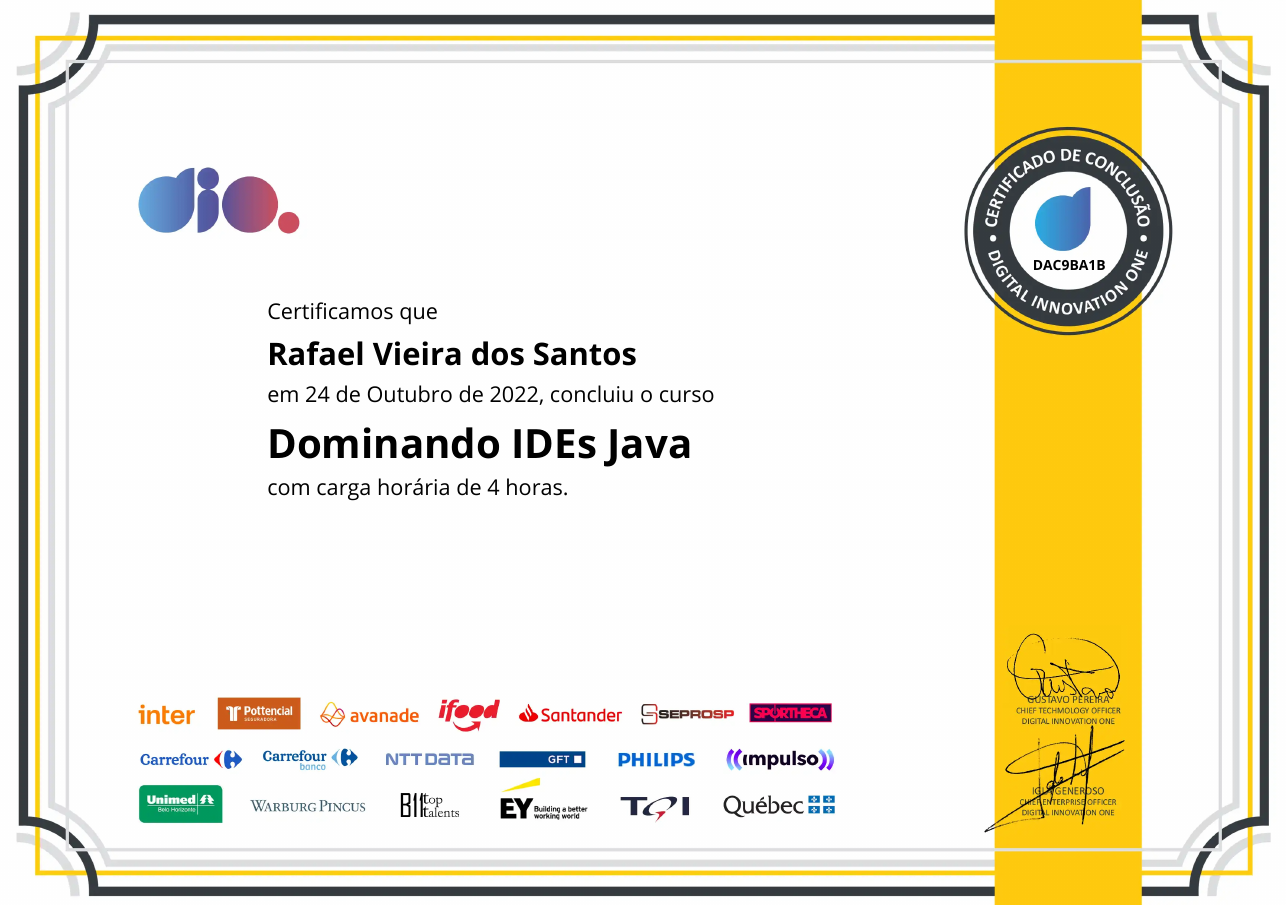 dio.
CERTIFICADO DE CONCLUSÃO
DAC9BA1B
DIGITAL INNOVATION ONE
Certificamos que
Rafael Vieira dos Santos
em 24 de Outubro de 2022, concluiu o curso
Dominando IDEs Java
com carga horária de 4 horas.
inter
Pottencial
SEGURADORA
avanade
ifood
Santander
SEPROSP
SPORTHECA
Carrefour
Carrefour
banco
NTT DATA
GFT
PHILIPS
impulso
Unimed
Belo Horizonte
WARBURG PINCUS
B11 top
talents
EY Building a better
working world
TQI
Québec
Gustavo
GUSTAVO PEREIRA
CHIEF TECHNOLOGY OFFICER
DIGITAL INNOVATION ONE
GENEROSO
CHIEF ENTERPRISE OFFICER
DIGITAL INNOVATION ONE